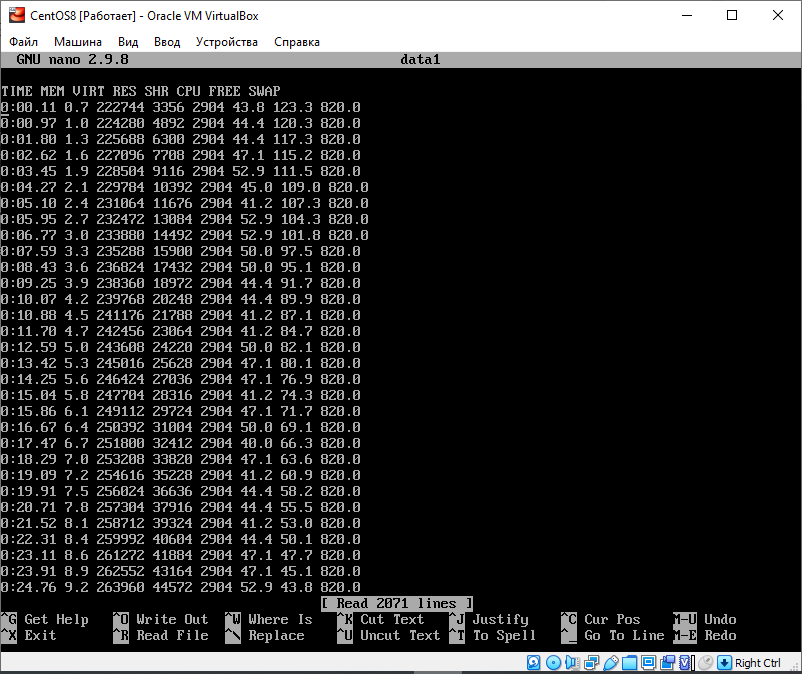 CentOS8 [Работает] - Oracle VM VirtualBox
Файл Машина Вид Ввод Устройства Справка
GNU nano 2.9.8 data1
TIME MEM VIRT RES SHR CPU FREE SWAP
0:00.11 0.7 222744 3356 2904 43.8 123.3 820.0
0:00.97 1.0 224280 4892 2904 44.4 120.3 820.0
0:01.80 1.3 225688 6300 2904 44.4 117.3 820.0
0:02.62 1.6 227096 7708 2904 47.1 115.2 820.0
0:03.45 1.9 228504 9116 2904 52.9 111.5 820.0
0:04.27 2.1 229784 10392 2904 45.0 109.0 820.0
0:05.10 2.4 231064 11676 2904 41.2 107.3 820.0
0:05.95 2.7 232472 13084 2904 52.9 104.3 820.0
0:06.77 3.0 233880 14492 2904 52.9 101.8 820.0
0:07.59 3.3 235288 15900 2904 50.0 97.5 820.0
0:08.43 3.6 236824 17432 2904 50.0 95.1 820.0
0:09.25 3.9 238360 18972 2904 44.4 91.7 820.0
0:10.07 4.2 239768 20248 2904 44.4 89.9 820.0
0:10.88 4.5 241176 21788 2904 41.2 87.1 820.0
0:11.70 4.7 242456 23064 2904 41.2 84.7 820.0
0:12.59 5.0 243608 24220 2904 50.0 82.1 820.0
0:13.42 5.3 245016 25628 2904 47.1 80.1 820.0
0:14.25 5.6 246424 27036 2904 47.1 76.9 820.0
0:15.04 5.8 247704 28316 2904 41.2 74.3 820.0
0:15.86 6.1 249112 29724 2904 47.1 71.7 820.0
0:16.67 6.4 250392 31004 2904 50.0 69.1 820.0
0:17.47 6.7 251800 32412 2904 40.0 66.3 820.0
0:18.29 7.0 253208 33820 2904 47.1 63.6 820.0
0:19.09 7.2 254616 35228 2904 41.2 60.9 820.0
0:19.91 7.5 256024 36636 2904 44.4 58.2 820.0
0:20.71 7.8 257304 37916 2904 44.4 55.5 820.0
0:21.52 8.1 258712 39324 2904 41.2 53.0 820.0
0:22.31 8.4 259992 40604 2904 44.4 50.1 820.0
0:23.11 8.6 261272 41884 2904 47.1 47.7 820.0
0:23.91 8.9 262552 43164 2904 47.1 45.1 820.0
0:24.76 9.2 263960 44572 2904 52.9 43.8 820.0
[ Read 2071 lines ]
^G Get Help ^O Write Out ^W Where Is ^K Cut Text ^J Justify ^C Cur Pos M-U Undo
^X Exit ^R Read File ^\ Replace ^U Uncut Text ^T To Spell ^_ Go To Line M-E Redo
Right Ctrl